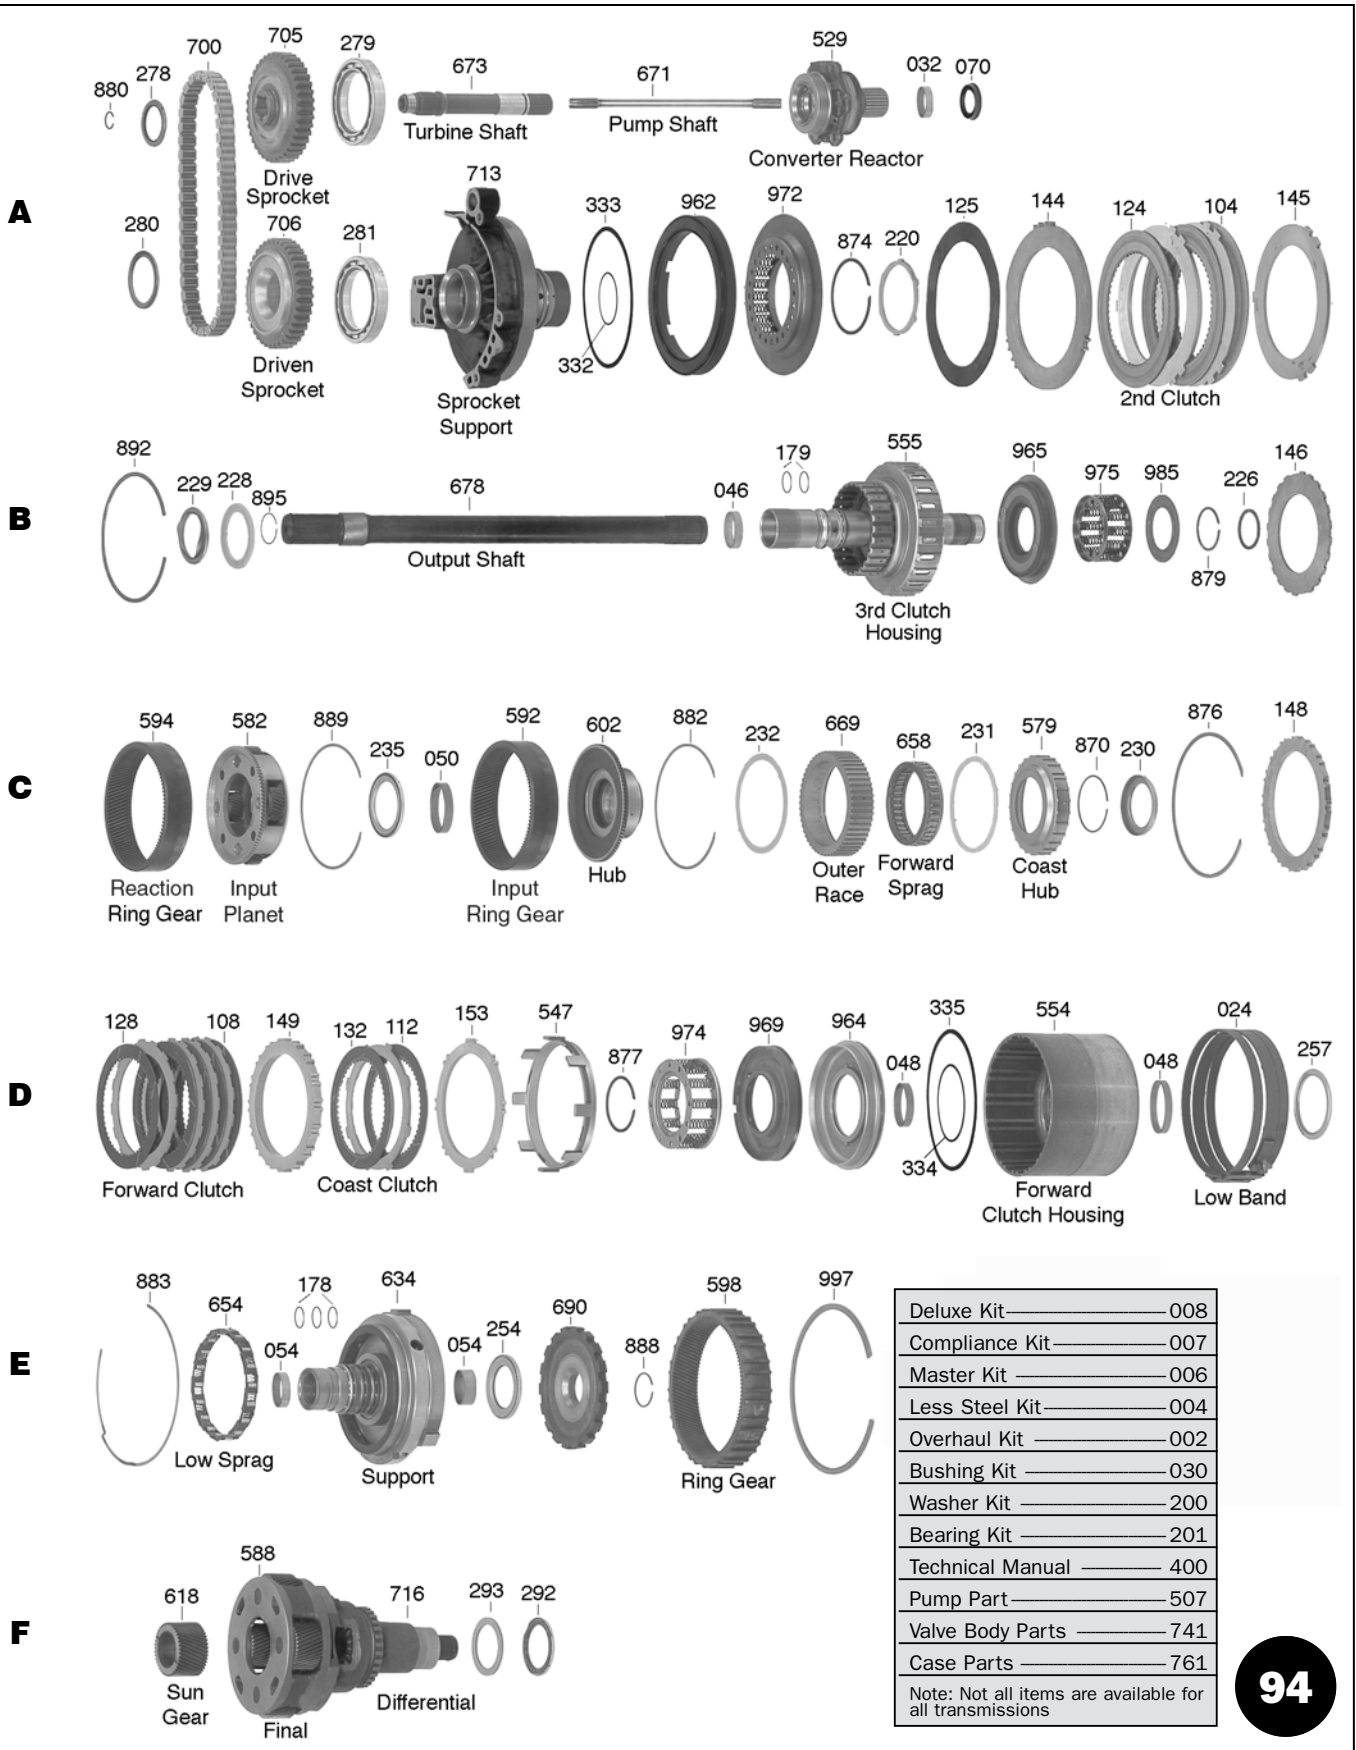 705
700
279
529
673
671
278
880
032
070
Turbine Shaft
Pump Shaft
Converter Reactor
Drive
Sprocket
713
A
333
962
972
125
144
124
104
145
280
706
281
874
220
332
Driven
Sprocket
Sprocket
Support
2nd Clutch
892
229
228
895
678
046
179
555
965
975
985
226
146
B
Output Shaft
879
3rd Clutch
Housing
594
582
889
235
050
592
602
882
232
669
658
231
579
870
230
876
148
C
Reaction
Ring Gear
Input
Planet
Input
Ring Gear
Hub
Outer
Race
Forward
Sprag
Coast
Hub
128
108
149
132
112
153
547
877
974
969
964
048
335
554
048
024
257
D
334
Forward Clutch
Coast Clutch
Forward
Clutch Housing
Low Band
883
654
178
634
054
054
254
690
888
598
997
E
Low Sprag
Support
Ring Gear
Deluxe Kit 008
Compliance Kit 007
Master Kit 006
Less Steel Kit 004
Overhaul Kit 002
Bushing Kit 030
Washer Kit 200
Bearing Kit 201
Technical Manual 400
Pump Part 507
Valve Body Parts 741
Case Parts 761
Note: Not all items are available for
all transmissions
588
618
716
293
292
F
Sun
Gear
Final
Differential
94